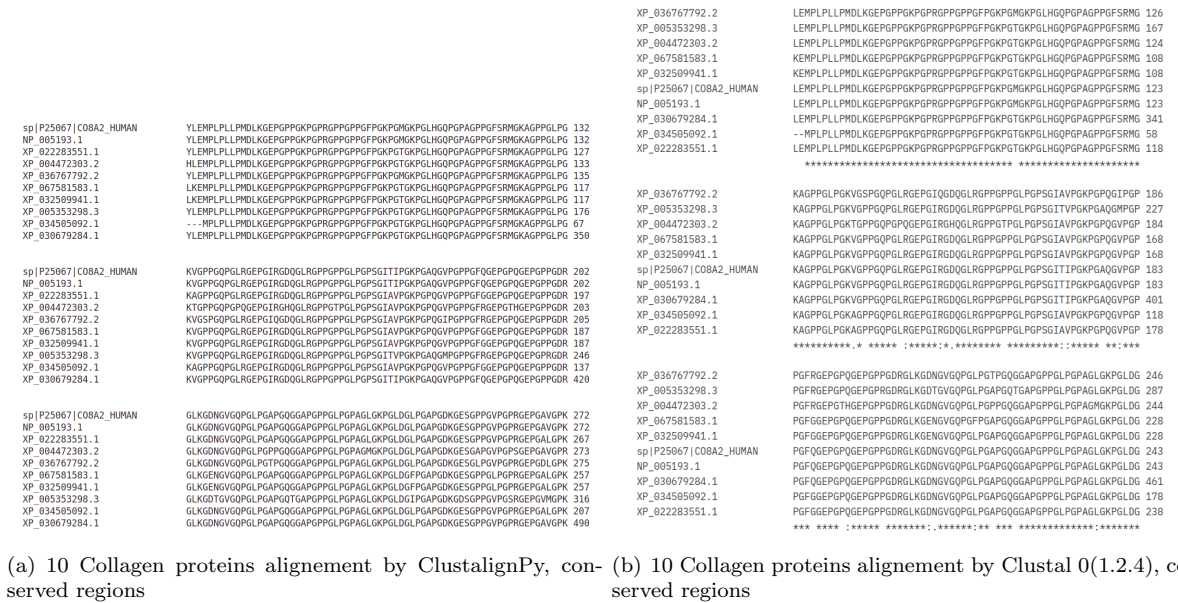 sp|P25067|CO8A2_HUMAN YLEMPLPLLPMDLKGEPGPPGKPGPRGPPGPPGFPGKPGMGKPGLHGQPGPAGPPGFSRMGKAGPPGLPG 132
NP_005193.1 YLEMPLPLLPMDLKGEPGPPGKPGPRGPPGPPGFPGKPGMGKPGLHGQPGPAGPPGFSRMGKAGPPGLPG 132
XP_022283551.1 YLEMPLPLLPMDLKGEPGPPGKPGPRGPPGPPGFPGKPGTGKPGLHGQPGPAGPPGFSRMGKAGPPGLPG 127
XP_004472303.2 HLEMPLPLLPMDLKGEPGPPGKPGPRGPPGPPGFPGKPGTGKPGLHGQPGPAGPPGFSRMGKAGPPGLPG 133
XP_036767792.2 YLEMPLPLLPMDLKGEPGPPGKPGPRGPPGPPGFPGKPGMGKPGLHGQPGPAGPPGFSRMGKAGPPGLPG 135
XP_067581583.1 LKEMPLPLLPMDLKGEPGPPGKPGPRGPPGPPGFPGKPGTGKPGLHGQPGPAGPPGFSRMGKAGPPGLPG 117
XP_032509941.1 LKEMPLPLLPMDLKGEPGPPGKPGPRGPPGPPGFPGKPGTGKPGLHGQPGPAGPPGFSRMGKAGPPGLPG 117
XP_005353298.3 YLEMPLPLLPMDLKGEPGPPGKPGPRGPPGPPGFPGKPGTGKPGLHGQPGPAGPPGFSRMGKAGPPGLPG 176
XP_034505092.1 ---MPLPLLPMDLKGEPGPPGKPGPRGPPGPPGFPGKPGTGKPGLHGQPGPAGPPGFSRMGKAGPPGLPG 67
XP_030679284.1 YLEMPLPLLPMDLKGEPGPPGKPGPRGPPGPPGFPGKPGTGKPGLHGQPGPAGPPGFSRMGKAGPPGLPG 350
sp|P25067|CO8A2_HUMAN KVGPPGQPGLRGEPGIRGDQGLRGPPGPPGLPGPSGITIPGKPGAQGVPGPPGFQGEPGPQGEPGPPGDR 202
NP_005193.1 KVGPPGQPGLRGEPGIRGDQGLRGPPGPPGLPGPSGITIPGKPGAQGVPGPPGFQGEPGPQGEPGPPGDR 202
XP_022283551.1 KAGPPGQPGLRGEPGIRGDQGLRGPPGPPGLPGPSGIAVPGKPGPQGVPGPPGFGGEPGPQGEPGPPGDR 197
XP_004472303.2 KTGPPGQPGPQGEPGIRGHQGLRGPPGTPGLPGPSGIAVPGKPGPQGVPGPPGFRGEPGTHGEPGPPGDR 203
XP_036767792.2 KVGSPGQPGLRGEPGIQGDQGLRGPPGPPGLPGPSGIAVPGKPGPQGIPGPPGFRGEPGPQGEPGPPGDR 205
XP_067581583.1 KVGPPGQPGLRGEPGIRGDQGLRGPPGPPGLPGPSGIAVPGKPGPQGVPGPPGFGGEPGPQGEPGPPGDR 187
XP_032509941.1 KVGPPGQPGLRGEPGIRGDQGLRGPPGPPGLPGPSGIAVPGKPGPQGVPGPPGFGGEPGPQGEPGPPGDR 187
XP_005353298.3 KVGPPGQPGLRGEPGIRGDQGLRGPPGPPGLPGPSGITVPGKPGAQGMPGPPGFRGEPGPQGEPGPRGDR 246
XP_034505092.1 KAGPPGQPGLRGEPGIRGDQGLRGPPGPPGLPGPSGIAVPGKPGPQGVPGPPGFGGEPGPQGEPGPPGDR 137
XP_030679284.1 KVGPPGQPGLRGEPGIRGDQGLRGPPGPPGLPGPSGITIPGKPGAQGVPGPPGFQGEPGPQGEPGPPGDR 420
sp|P25067|CO8A2_HUMAN GLKGDNGVGQPGLPGAPGQGGAPGPPGLPGPAGLGKPGLDGLPGAPGDKGESGPPGVPGPRGEPGAVGPK 272
NP_005193.1 GLKGDNGVGQPGLPGAPGQGGAPGPPGLPGPAGLGKPGLDGLPGAPGDKGESGPPGVPGPRGEPGAVGPK 272
XP_022283551.1 GLKGDNGVGQPGLPGAPGQGGAPGPPGLPGPAGLGKPGLDGLPGAPGDKGESGPPGVPGPRGEPGALGPK 267
XP_004472303.2 GLKGDNGVGQPGLPGPPGQGGAPGPPGLPGPAGMGKPGLDGLPGAPGDKGESGPAGVPGPRGEPGAVGPR 273
XP_036767792.2 GLKGDNGVGQPGLPGTPGQGGAPGPPGLPGPAGLGKPGLDGLPGAPGDKGESGLPGVPGPRGEPGDLGPK 275
XP_067581583.1 GLKGENGVGQPGFPGAPGQGGAPGPPGLPGPAGLGKPGLDGFPGAPGDKGESGPPGLPGPRGEPGALGPK 257
XP_032509941.1 GLKGENGVGQPGLPGAPGQGGAPGPPGLPGPAGLGKPGLDGFPGAPGDKGESGPPGLPGPRGEPGALGPK 257
XP_005353298.3 GLKGDTGVGQPGLPGAPGQTGAPGPPGLPGPAGLGKPGLDGIPGAPGDKGDSGPPGVPGSRGEPGVMGPK 316
XP_034505092.1 GLKGDNGVGQPGLPGAPGQGGAPGPPGLPGPAGLGKPGLDGLPGAPGDKGESGPPGVPGPRGEPGALGPK 207
XP_030679284.1 GLKGDNGVGQPGLPGAPGQGGAPGPPGLPGPAGLGKPGLDGLPGAPGDKGESGPPGVPGPRGEPGAVGPK 490
(a) 10 Collagen proteins alignement by ClustalignPy, con-
served regions
XP_036767792.2 LEMPLPLLPMDLKGEPGPPGKPGPRGPPGPPGFPGKPGMGKPGLHGQPGPAGPPGFSRMG 126
XP_005353298.3 LEMPLPLLPMDLKGEPGPPGKPGPRGPPGPPGFPGKPGTGKPGLHGQPGPAGPPGFSRMG 167
XP_004472303.2 LEMPLPLLPMDLKGEPGPPGKPGPRGPPGPPGFPGKPGTGKPGLHGQPGPAGPPGFSRMG 124
XP_067581583.1 KEMPLPLLPMDLKGEPGPPGKPGPRGPPGPPGFPGKPGTGKPGLHGQPGPAGPPGFSRMG 108
XP_032509941.1 KEMPLPLLPMDLKGEPGPPGKPGPRGPPGPPGFPGKPGTGKPGLHGQPGPAGPPGFSRMG 108
sp|P25067|CO8A2_HUMAN LEMPLPLLPMDLKGEPGPPGKPGPRGPPGPPGFPGKPGMGKPGLHGQPGPAGPPGFSRMG 123
NP_005193.1 LEMPLPLLPMDLKGEPGPPGKPGPRGPPGPPGFPGKPGMGKPGLHGQPGPAGPPGFSRMG 123
XP_030679284.1 LEMPLPLLPMDLKGEPGPPGKPGPRGPPGPPGFPGKPGTGKPGLHGQPGPAGPPGFSRMG 341
XP_034505092.1 --MPLPLLPMDLKGEPGPPGKPGPRGPPGPPGFPGKPGTGKPGLHGQPGPAGPPGFSRMG 58
XP_022283551.1 LEMPLPLLPMDLKGEPGPPGKPGPRGPPGPPGFPGKPGTGKPGLHGQPGPAGPPGFSRMG 118
************************************ *********************
XP_036767792.2 KAGPPGLPGKVGSPGQPGLRGEPGIQGDQGLRGPPGPPGLPGPSGIAVPGKPGPQGIPGP 186
XP_005353298.3 KAGPPGLPGKVGPPGQPGLRGEPGIRGDQGLRGPPGPPGLPGPSGITVPGKPGAQGMPGP 227
XP_004472303.2 KAGPPGLPGKTGPPGQPGPQGEPGIRGHQGLRGPPGTPGLPGPSGIAVPGKPGPQGVPGP 184
XP_067581583.1 KAGPPGLPGKVGPPGQPGLRGEPGIRGDQGLRGPPGPPGLPGPSGIAVPGKPGPQGVPGP 168
XP_032509941.1 KAGPPGLPGKVGPPGQPGLRGEPGIRGDQGLRGPPGPPGLPGPSGIAVPGKPGPQGVPGP 168
sp|P25067|CO8A2_HUMAN KAGPPGLPGKVGPPGQPGLRGEPGIRGDQGLRGPPGPPGLPGPSGITIPGKPGAQGVPGP 183
NP_005193.1 KAGPPGLPGKVGPPGQPGLRGEPGIRGDQGLRGPPGPPGLPGPSGITIPGKPGAQGVPGP 183
XP_030679284.1 KAGPPGLPGKVGPPGQPGLRGEPGIRGDQGLRGPPGPPGLPGPSGITIPGKPGAQGVPGP 401
XP_034505092.1 KAGPPGLPGKAGPPGQPGLRGEPGIRGDQGLRGPPGPPGLPGPSGIAVPGKPGPQGVPGP 118
XP_022283551.1 KAGPPGLPGKAGPPGQPGLRGEPGIRGDQGLRGPPGPPGLPGPSGIAVPGKPGPQGVPGP 178
**********.* ***** :*****:*.******** *********::***** **:***
XP_036767792.2 PGFRGEPGPQGEPGPPGDRGLKGDNGVGQPGLPGTPGQGGAPGPPGLPGPAGLGKPGLDG 246
XP_005353298.3 PGFRGEPGPQGEPGPRGDRGLKGDTGVGQPGLPGAPGQTGAPGPPGLPGPAGLGKPGLDG 287
XP_004472303.2 PGFRGEPGTHGEPGPPGDRGLKGDNGVGQPGLPGPPGQGGAPGPPGLPGPAGMGKPGLDG 244
XP_067581583.1 PGFGGEPGPQGEPGPPGDRGLKGENGVGQPGFPGAPGQGGAPGPPGLPGPAGLGKPGLDG 228
XP_032509941.1 PGFGGEPGPQGEPGPPGDRGLKGENGVGQPGLPGAPGQGGAPGPPGLPGPAGLGKPGLDG 228
sp|P25067|CO8A2_HUMAN PGFQGEPGPQGEPGPPGDRGLKGDNGVGQPGLPGAPGQGGAPGPPGLPGPAGLGKPGLDG 243
NP_005193.1 PGFQGEPGPQGEPGPPGDRGLKGDNGVGQPGLPGAPGQGGAPGPPGLPGPAGLGKPGLDG 243
XP_030679284.1 PGFQGEPGPQGEPGPPGDRGLKGDNGVGQPGLPGAPGQGGAPGPPGLPGPAGLGKPGLDG 461
XP_034505092.1 PGFGGEPGPQGEPGPPGDRGLKGDNGVGQPGLPGAPGQGGAPGPPGLPGPAGLGKPGLDG 178
XP_022283551.1 PGFGGEPGPQGEPGPPGDRGLKGDNGVGQPGLPGAPGQGGAPGPPGLPGPAGLGKPGLDG 238
*** **** :***** *******:.******:** *** *************:*******
(b) 10 Collagen proteins alignement by Clustal 0(1.2.4), c
served regions